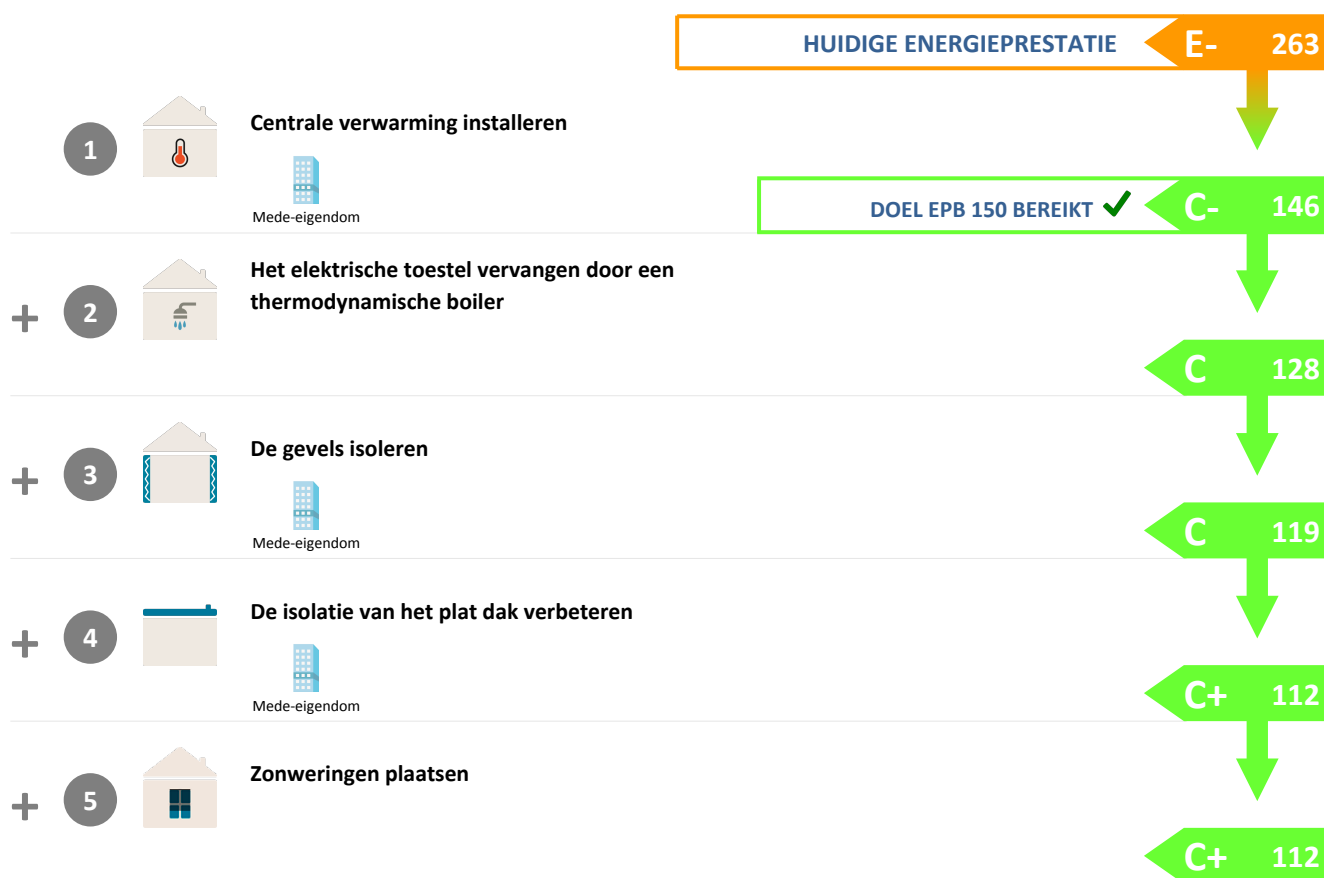 HUIDIGE ENERGIEPRESTATIE E- 263
1 Centrale verwarming installeren
Mede-eigendom
DOEL EPB 150 BEREIKT C- 146
+ 2 Het elektrische toestel vervangen door een
thermodynamische boiler
C 128
+ 3 De gevels isoleren
Mede-eigendom
C 119
+ 4 De isolatie van het plat dak verbeteren
Mede-eigendom
C+ 112
+ 5 Zonweringen plaatsen
C+ 112